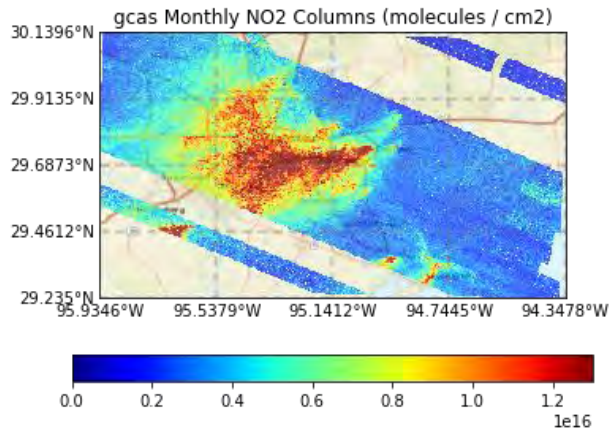 gcas Monthly NO2 Columns (molecules / cm2)
30.1396°N
29.9135°N
29.6873°N
29.4612°N
29.235°N
95.9346°W 95.5379°W 95.1412°W 94.7445°W 94.3478°W
0.0 0.2 0.4 0.6 0.8 1.0 1.2
1e16